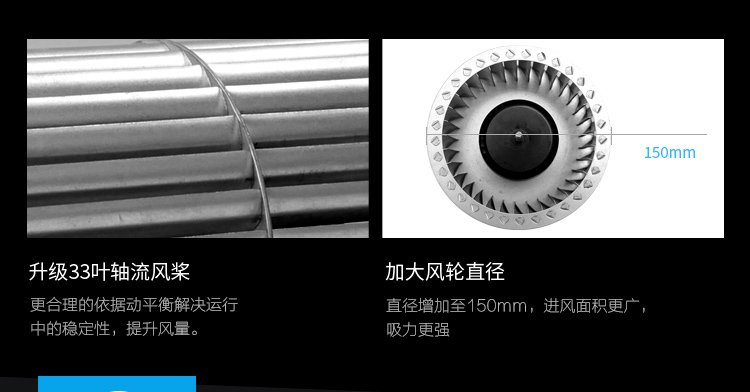 150mm
升级33叶轴流风桨
更合理的依据动平衡解决运行
中的稳定性，提升风量。
加大风轮直径
直径增加至150mm，进风面积更广，
吸力更强